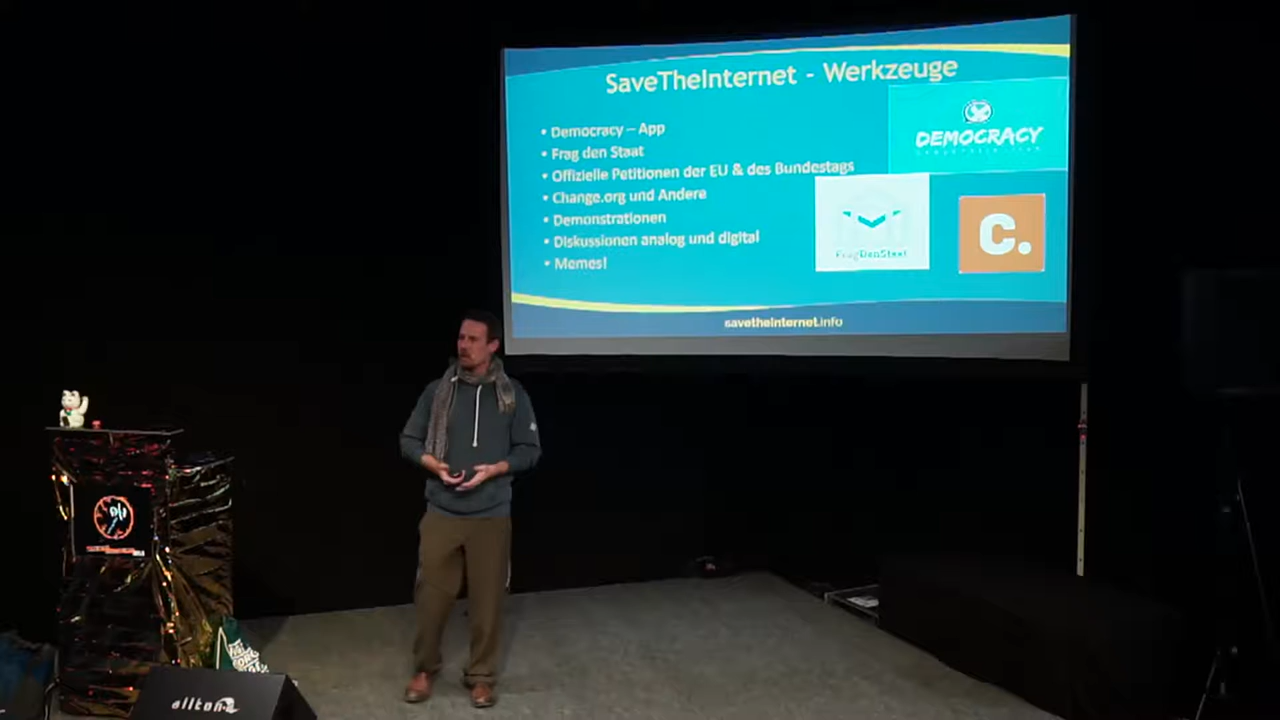 SaveTheInternet - Werkzeuge
• Democracy – App
• Frag den Staat
• Offizielle Petitionen der EU & des Bundestags
• Change.org und Andere
• Demonstrationen
• Diskussionen analog und digital
• Memes!
DEMOCRACY
FragDenStaat
C.
savetheinternet.info